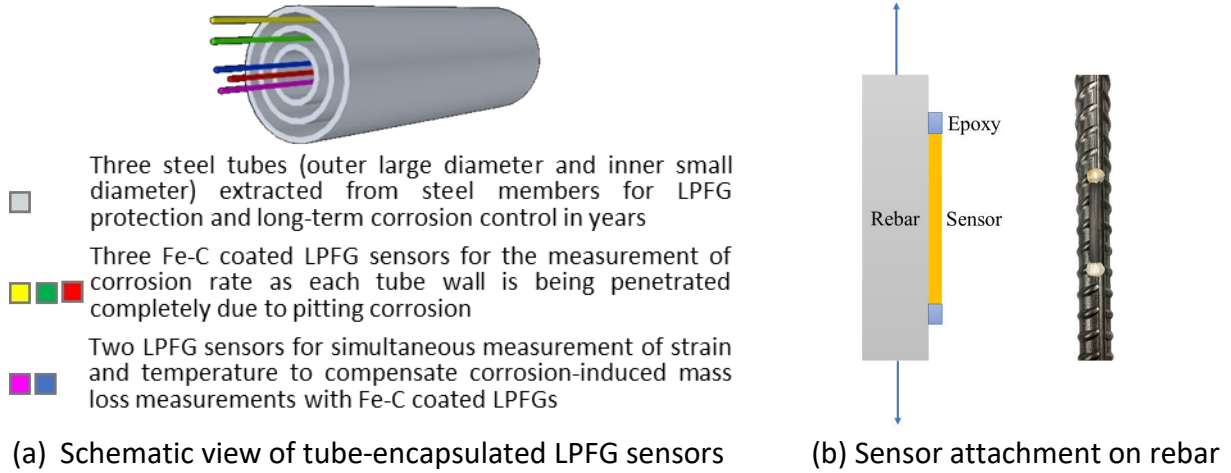 Three steel tubes (outer large diameter and inner small
diameter) extracted from steel members for LPFG
protection and long-term corrosion control in years
Three Fe-C coated LPFG sensors for the measurement of
corrosion rate as each tube wall is being penetrated
completely due to pitting corrosion
Two LPFG sensors for simultaneous measurement of strain
and temperature to compensate corrosion-induced mass
loss measurements with Fe-C coated LPFGs
(a) Schematic view of tube-encapsulated LPFG sensors
Epoxy
Rebar
Sensor
(b) Sensor attachment on rebar